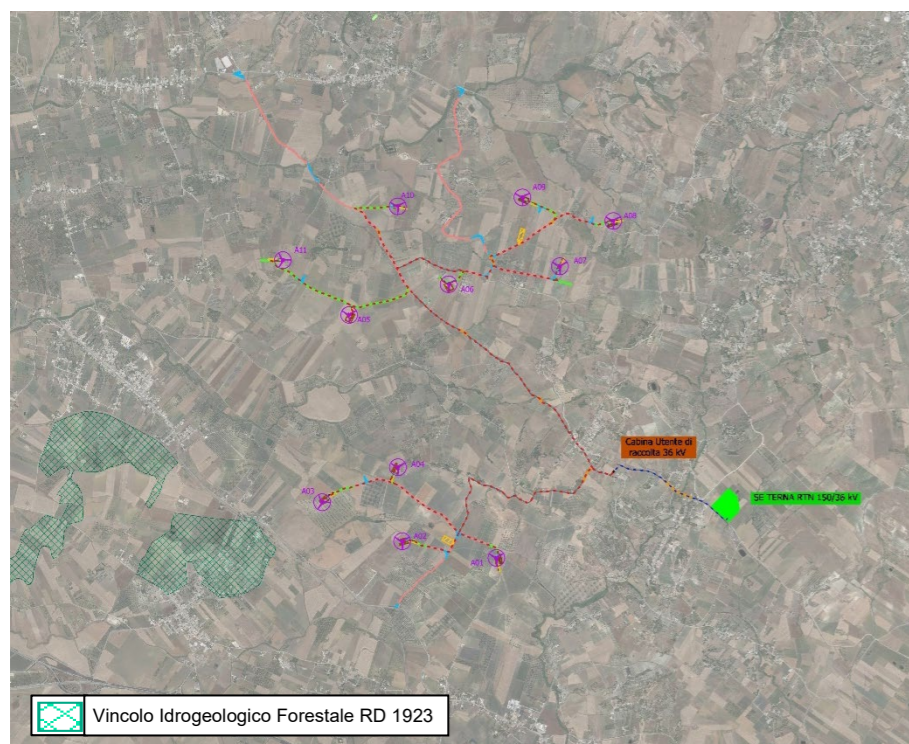 A10
A09
A08
A11
A07
A06
A05
Cabina Utente di
raccolta 36 kV
A04
SE TERNA RTN 150/36 kV
A03
A02
A01
Vincolo Idrogeologico Forestale RD 1923